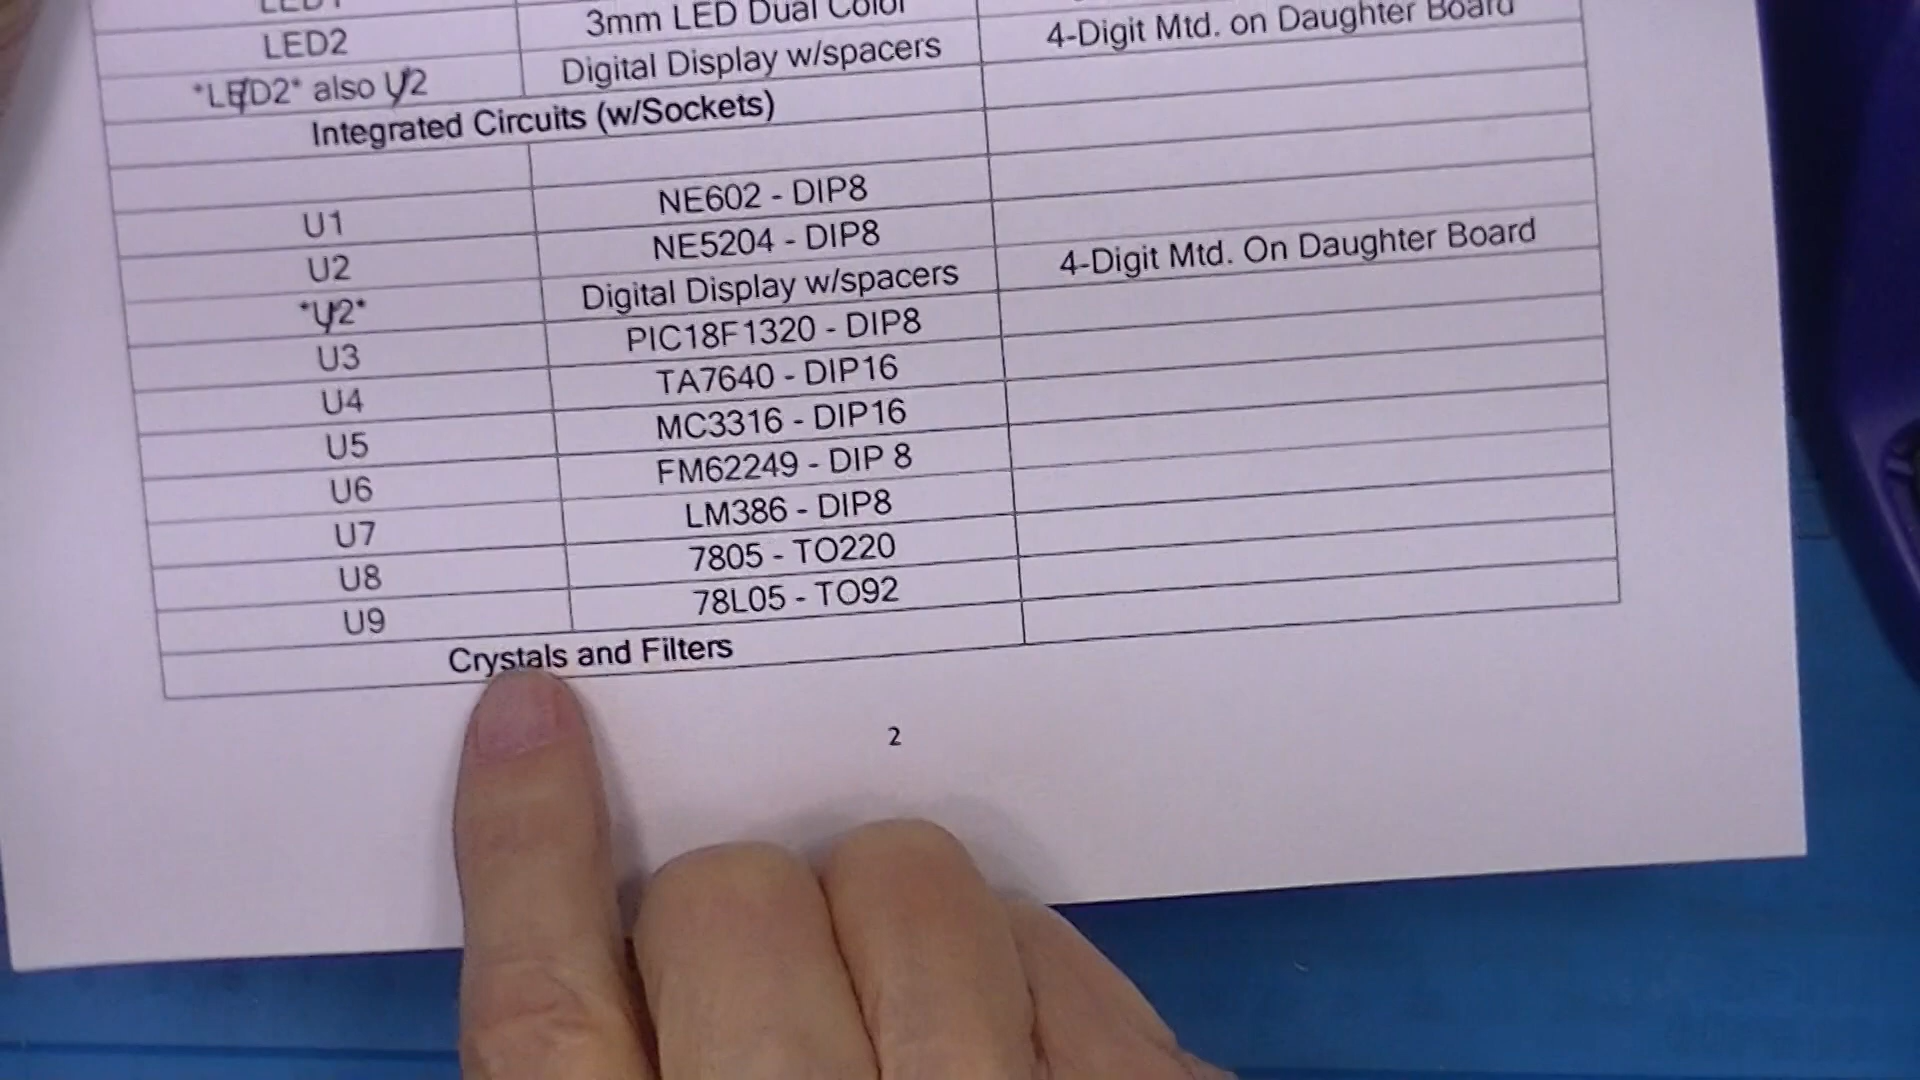 LED1
3mm LED Dual Color
LED2 Digital Display w/spacers 4-Digit Mtd. on Daughter Board
*LED2* also U2
Integrated Circuits (w/Sockets)
U1 NE602 - DIP8
U2 NE5204 - DIP8
*U2* Digital Display w/spacers 4-Digit Mtd. On Daughter Board
U3 PIC18F1320 - DIP8
U4 TA7640 - DIP16
U5 MC3316 - DIP16
U6 FM62249 - DIP 8
U7 LM386 - DIP8
U8 7805 - TO220
U9 78L05 - TO92
Crystals and Filters
2